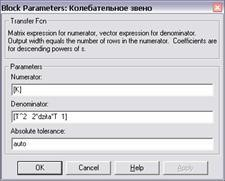 Block Parameters: Колебательное звено
Transfer Fcn
Matrix expression for numerator, vector expression for denominator.
Output width equals the number of rows in the numerator. Coefficients are
for descending powers of s.
Parameters
Numerator:
[K]
Denominator:
[T^2 2*dzita*T 1]
Absolute tolerance:
auto
OK Cancel Help Apply